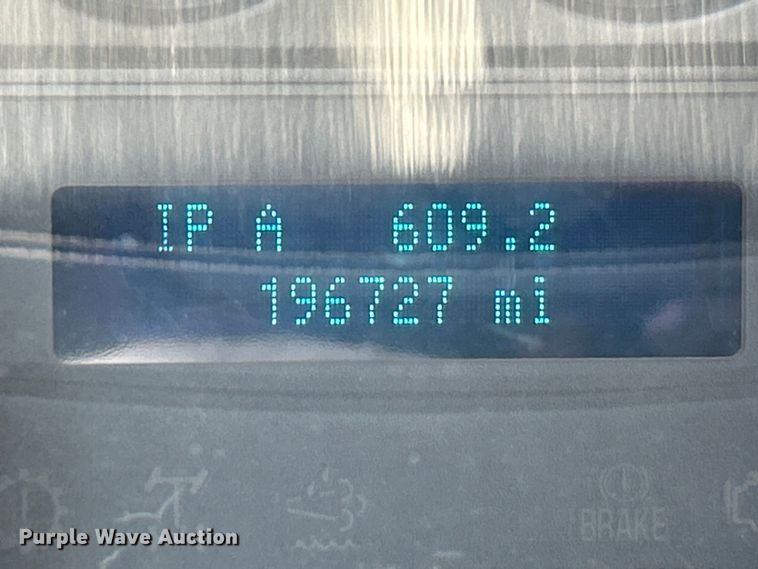 IP A 609.2
196727 mi
BRAKE
Purple Wave Auction